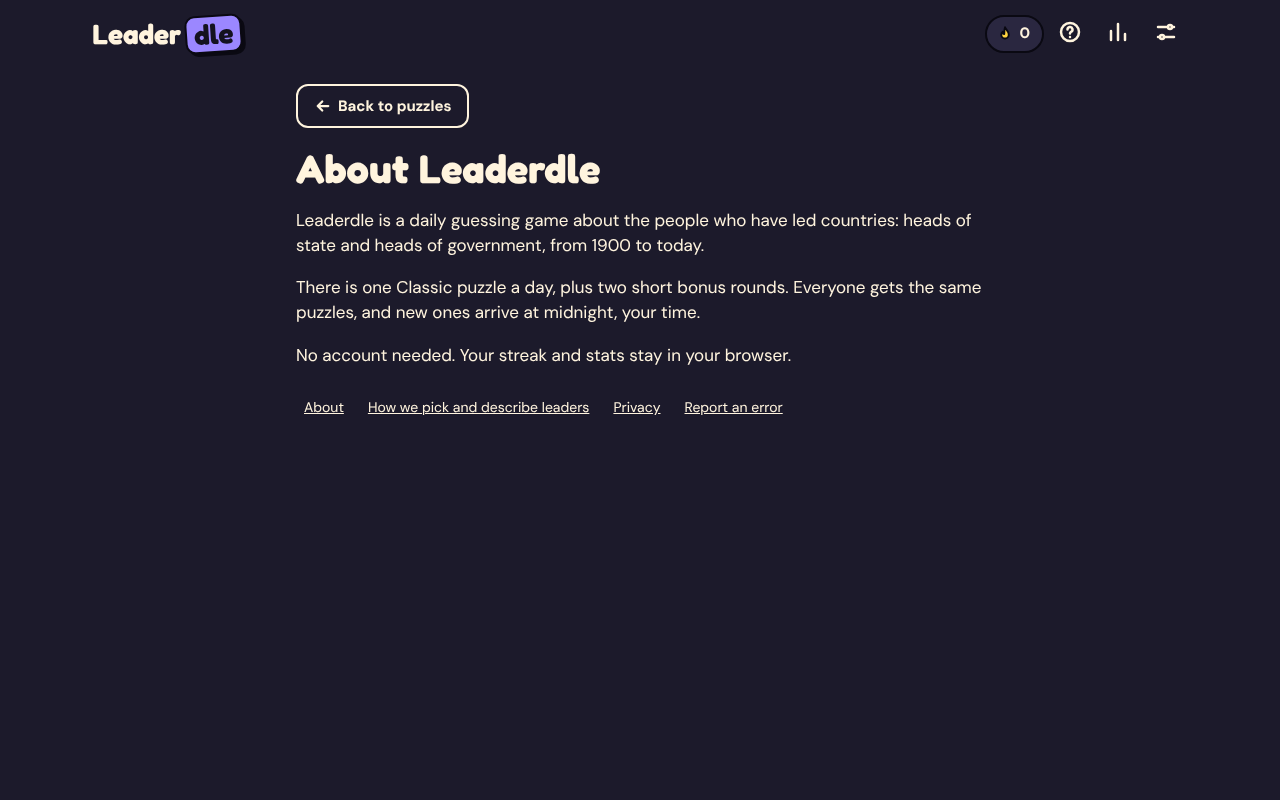 Leader dle
0
Back to puzzles
About Leaderdle
Leaderdle is a daily guessing game about the people who have led countries: heads of
state and heads of government, from 1900 to today.
There is one Classic puzzle a day, plus two short bonus rounds. Everyone gets the same
puzzles, and new ones arrive at midnight, your time.
No account needed. Your streak and stats stay in your browser.
About How we pick and describe leaders Privacy Report an error